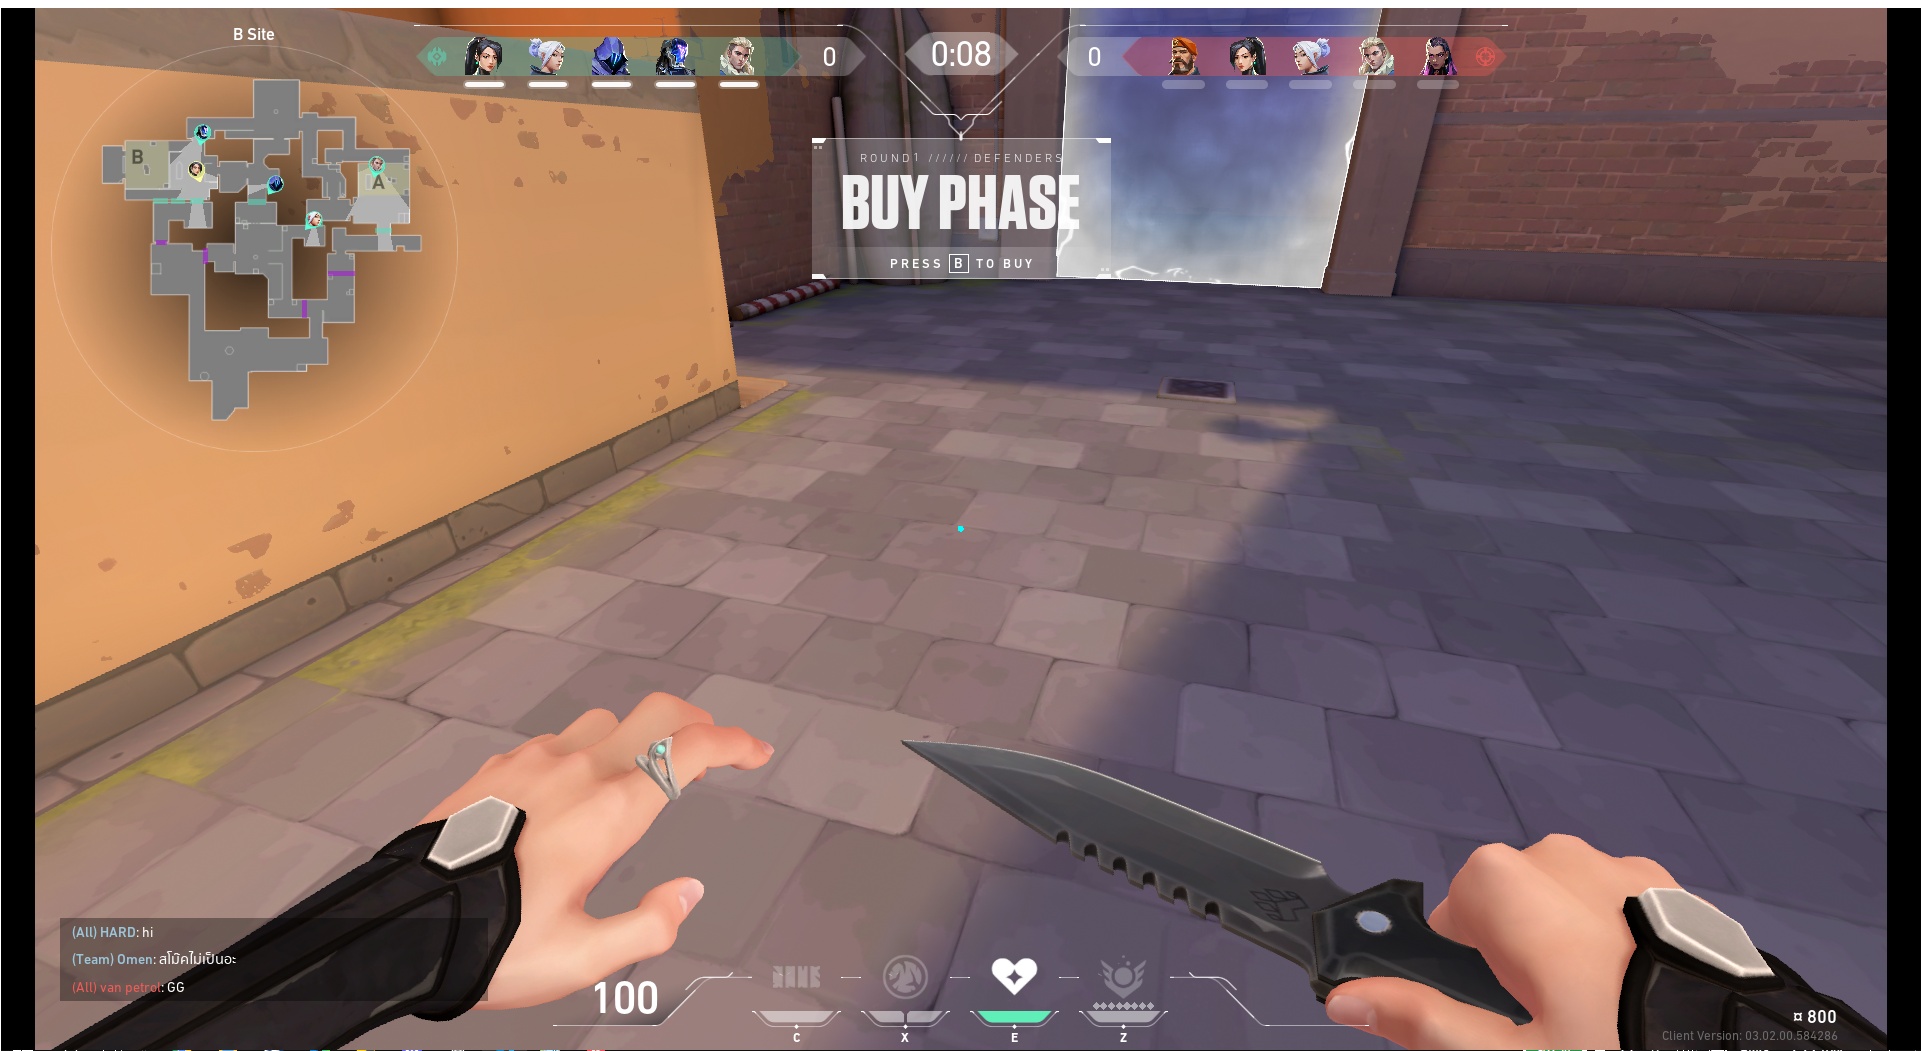 B Site
0
0:08
0
B
A
ROUND 1 ////// DEFENDERS
BUY PHASE
PRESS B TO BUY
(All) HARD: hi
(Team) Omen: สโม๊คไม่เป็นอะ
(All) van petrol: GG
100
C
X
E
Z
¤ 800
Client Version: 03.02.00.584286